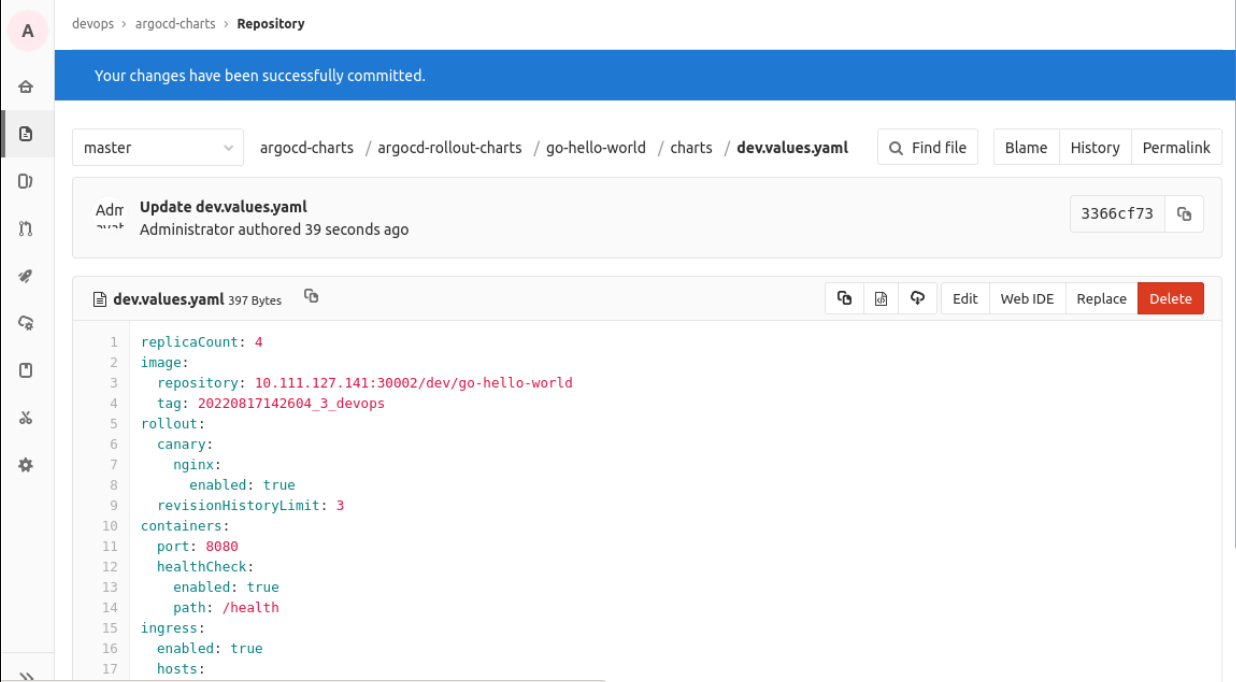 A
devops › argocd-charts › Repository
Your changes have been successfully committed.
master
argocd-charts / argocd-rollout-charts / go-hello-world / charts / dev.values.yaml
Find file
Blame
History
Permalink
Update dev.values.yaml
Administrator authored 39 seconds ago
3366cf73
dev.values.yaml 397 Bytes
Edit
Web IDE
Replace
Delete
1 replicaCount: 4
2 image:
3   repository: 10.111.127.141:30002/dev/go-hello-world
4   tag: 20220817142604_3_devops
5 rollout:
6   canary:
7     nginx:
8       enabled: true
9   revisionHistoryLimit: 3
10 containers:
11   port: 8080
12   healthCheck:
13     enabled: true
14     path: /health
15 ingress:
16   enabled: true
17   hosts: